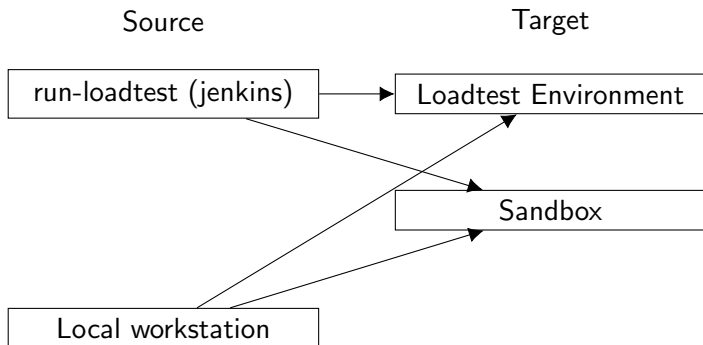 Source
Target
run-loadtest (jenkins)
Loadtest Environment
Sandbox
Local workstation